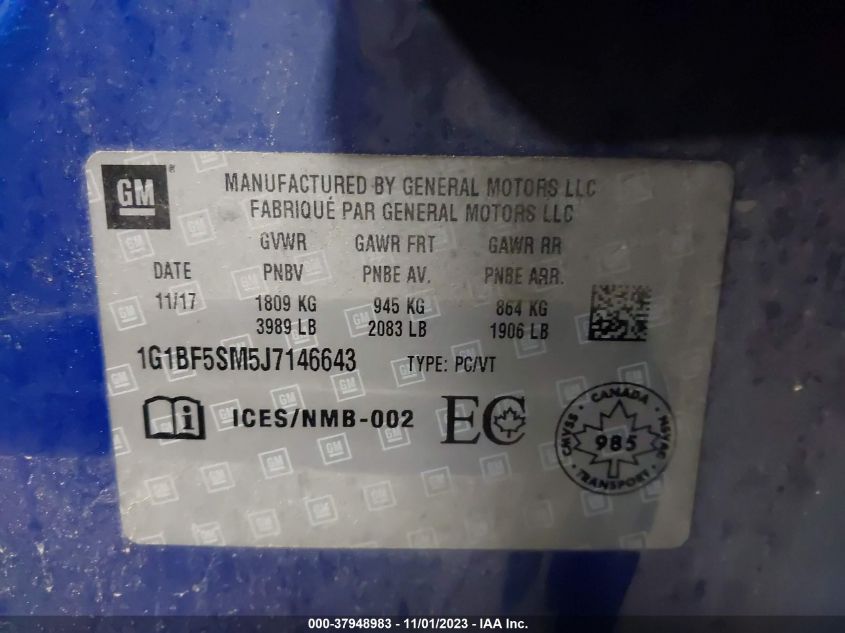 GM
MANUFACTURED BY GENERAL MOTORS LLC
FABRIQUÉ PAR GENERAL MOTORS LLC
GVWR GAWR FRT GAWR RR
DATE PNBV PNBE AV. PNBE ARR.
11/17 1809 KG 945 KG 864 KG
3989 LB 2083 LB 1906 LB
1G1BF5SM5J7146643 TYPE: PC/VT
i ICES/NMB-002 EC
CANADA
CMVSS 985 NSVAC
TRANSPORT
000-37948983 - 11/01/2023 - 1IAA Inc.